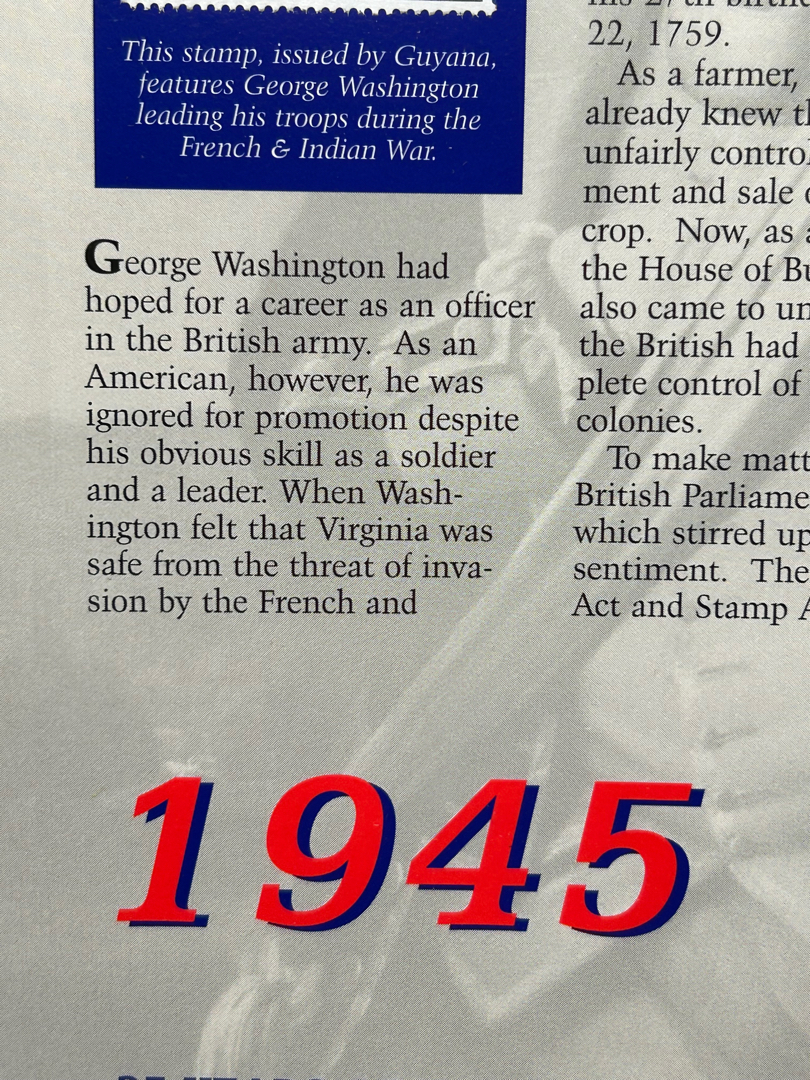 This stamp, issued by Guyana,
features George Washington
leading his troops during the
French & Indian War.
George Washington had
hoped for a career as an officer
in the British army. As an
American, however, he was
ignored for promotion despite
his obvious skill as a soldier
and a leader. When Wash-
ington felt that Virginia was
safe from the threat of inva-
sion by the French and
22, 1759.
As a farmer,
already knew
unfairly
ment and sale
crop. Now, as
the House of
also came to
the British had
plete control of
colonies.
To make
British
which stirred up
sentiment. The
Act and Stamp
1945